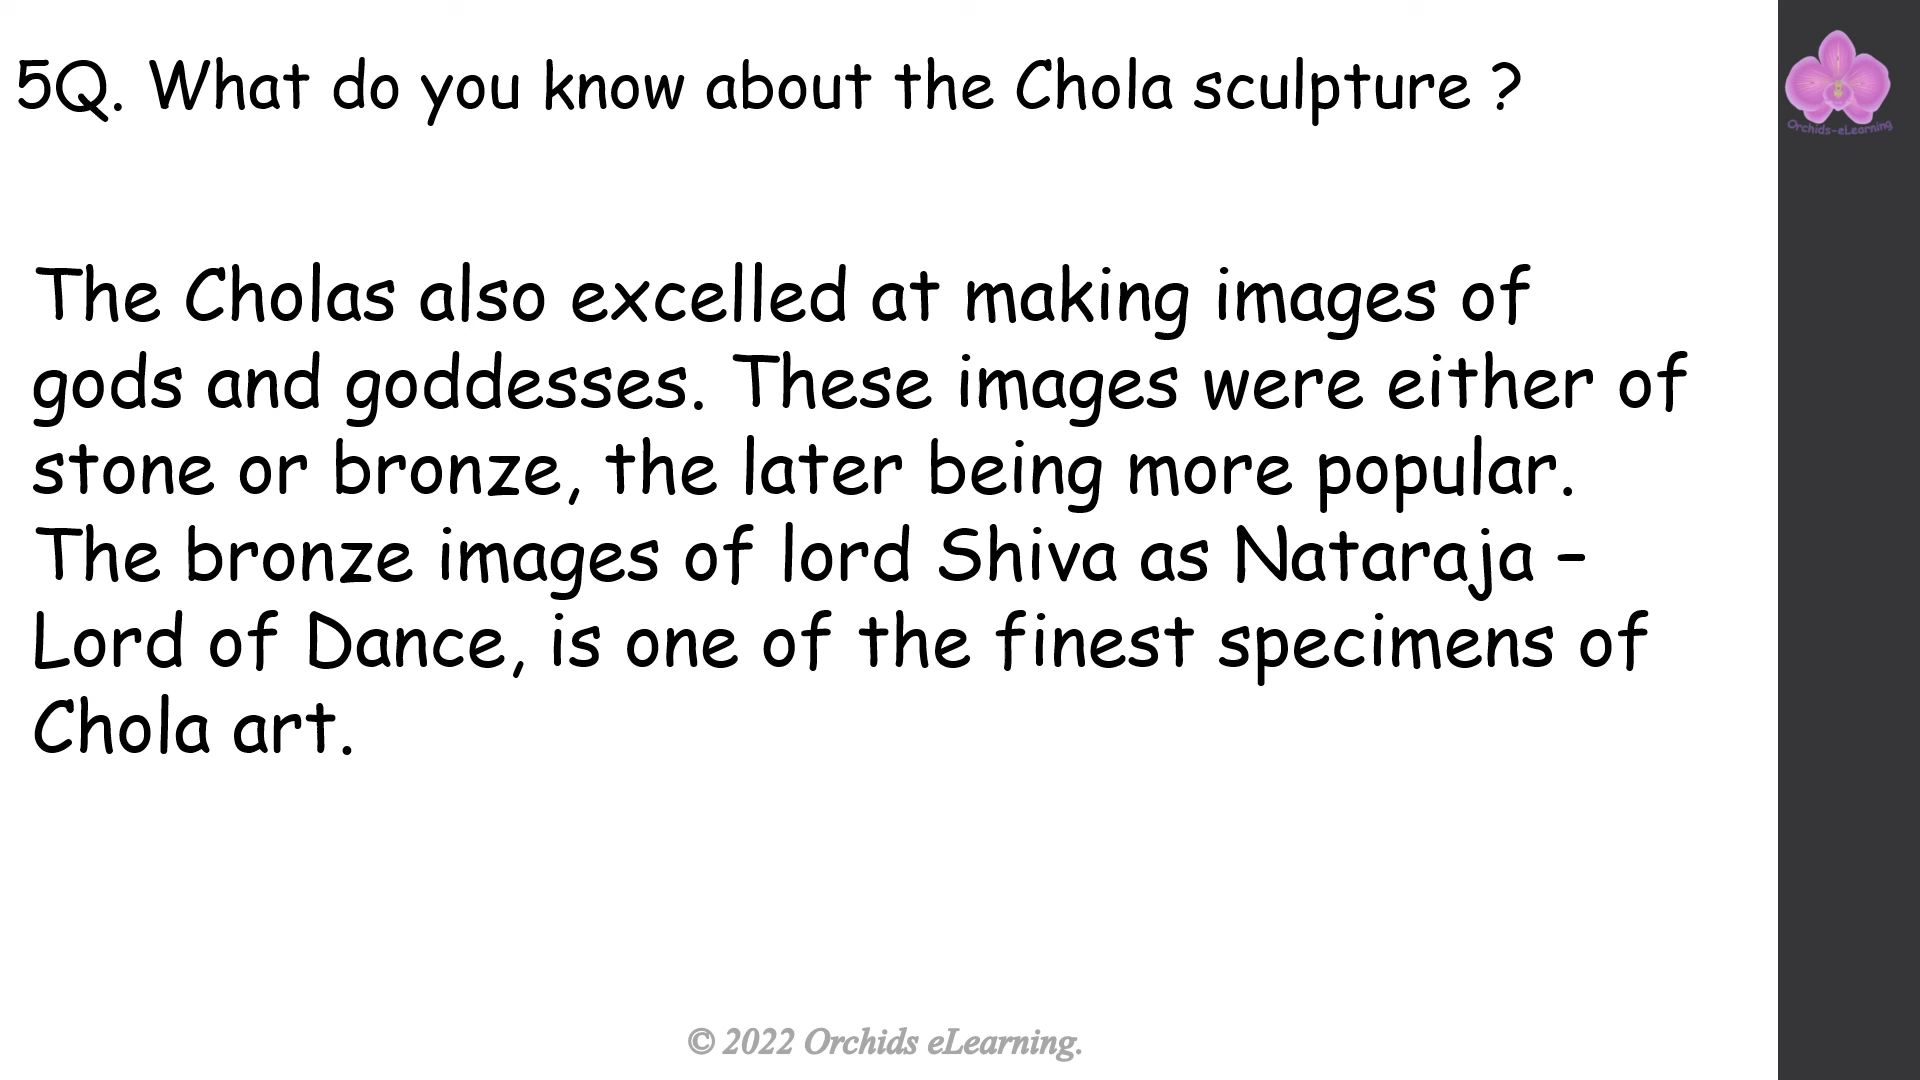 5Q. What do you know about the Chola sculpture ?
Orchids-eLearning
The Cholas also excelled at making images of
gods and goddesses. These images were either of
stone or bronze, the later being more popular.
The bronze images of lord Shiva as Nataraja –
Lord of Dance, is one of the finest specimens of
Chola art.
© 2022 Orchids eLearning.